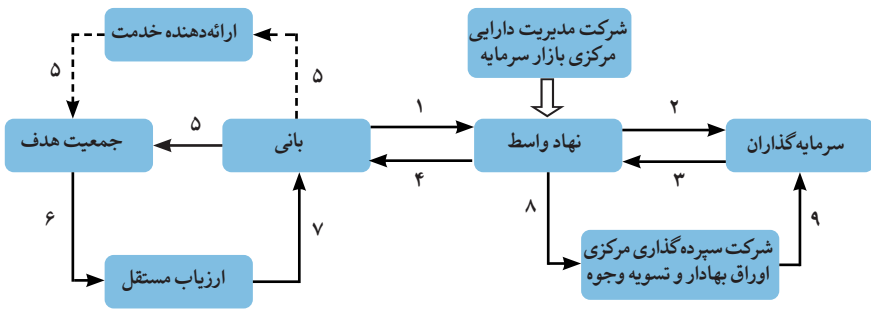 شرکت مدیریت دارایی
مرکزی بازار سرمایه
ارائه‌دهنده خدمت
۵
۵
۱
۲
جمعیت هدف
۵
بانی
نهاد واسط
سرمایه‌گذاران
۴
۳
۶
۷
۸
۹
ارزیاب مستقل
شرکت سپرده‌گذاری مرکزی
اوراق بهادار و تسویه وجوه